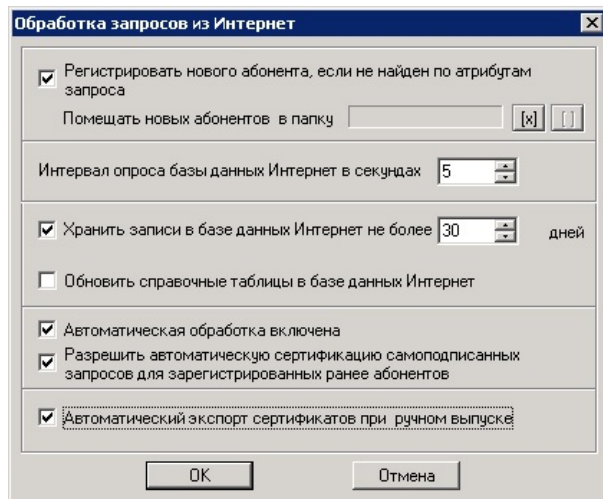 Обработка запросов из Интернет
Регистрировать нового абонента, если не найден по атрибутам
запроса
Помещать новых абонентов в папку [x] [ ]
Интервал опроса базы данных Интернет в секундах 5
Хранить записи в базе данных Интернет не более 30 дней
Обновить справочные таблицы в базе данных Интернет
Автоматическая обработка включена
Разрешить автоматическую сертификацию самоподписанных
запросов для зарегистрированных ранее абонентов
Автоматический экспорт сертификатов при ручном выпуске
OK Отмена